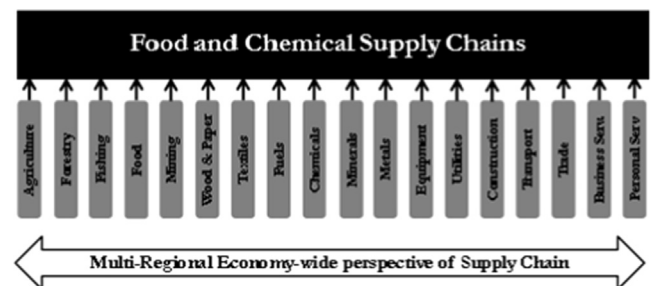 Food and Chemical Supply Chains
Agriculture
Forestry
Fishing
Food
Mining
Wood & Paper
Textiles
Fuels
Chemicals
Minerals
Metals
Equipment
Utilities
Construction
Transport
Trade
Business Serv.
Personal Serv
Multi-Regional Economy-wide perspective of Supply Chain